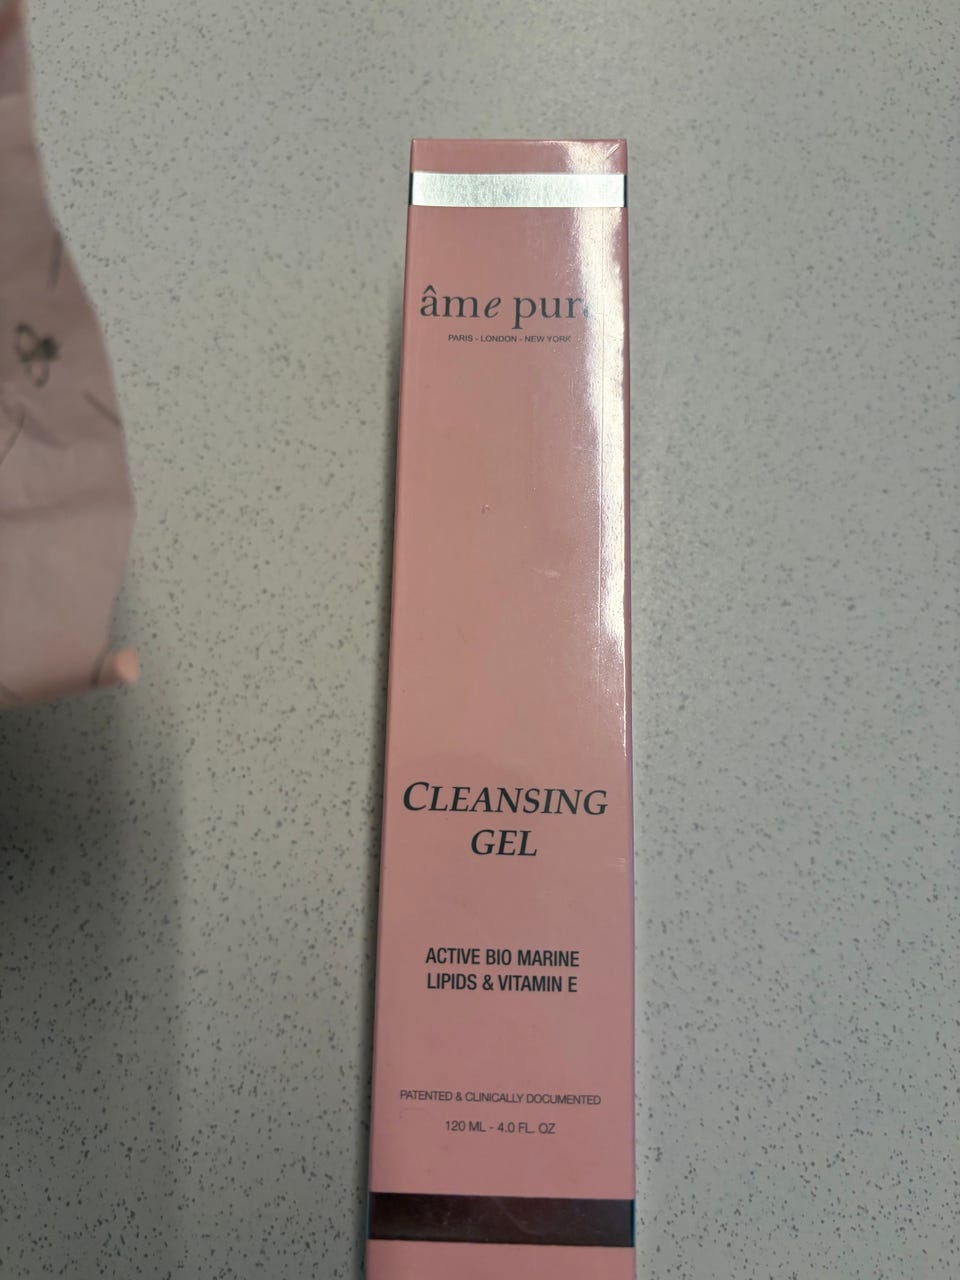 âme pure
PARIS - LONDON - NEW YORK
CLEANSING
GEL
ACTIVE BIO MARINE
LIPIDS & VITAMIN E
PATENTED & CLINICALLY DOCUMENTED
120 ML - 4.0 FL. OZ